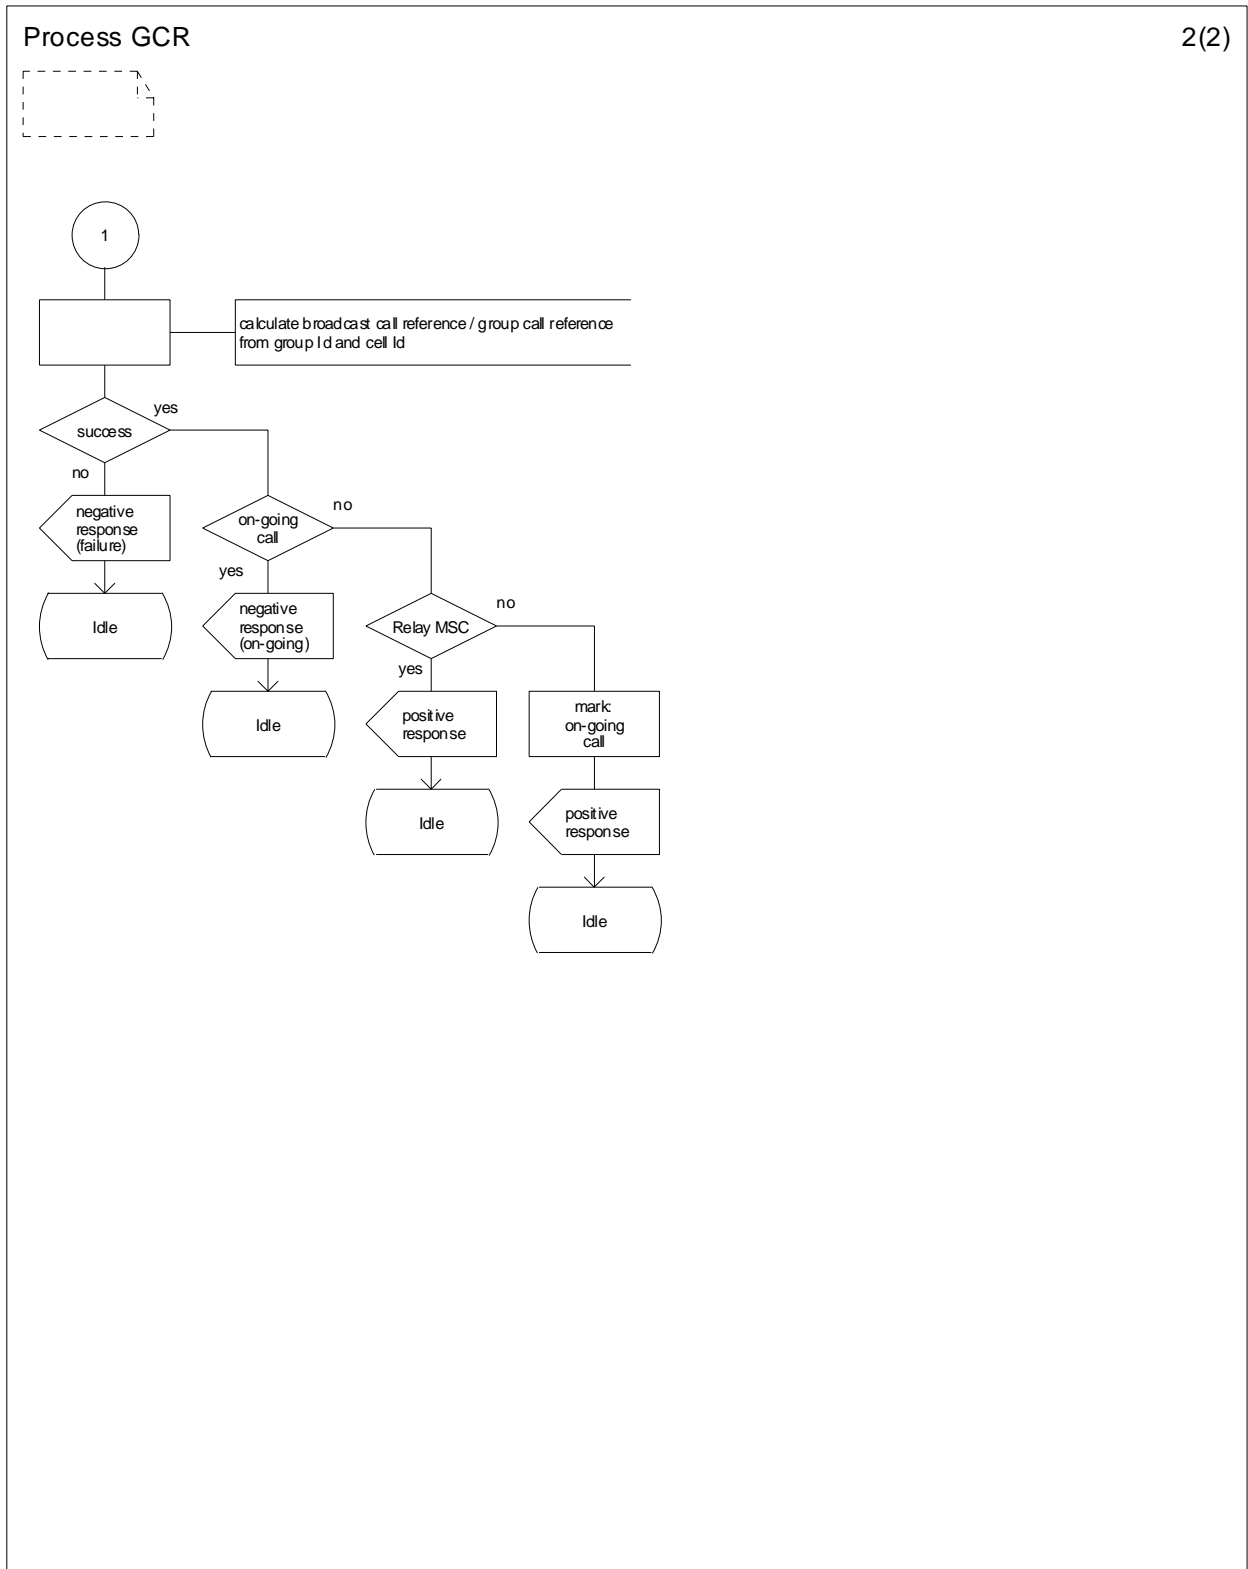 Process GCR
2(2)
1
calculate broadcast call reference / group call reference
from group Id and cell Id
yes
success
no
no
negative
response
(failure)
on-going
call
yes
no
Idle
negative
response
(on-going)
Relay MSC
yes
Idle
positive
response
mark:
on-going
call
Idle
positive
response
Idle